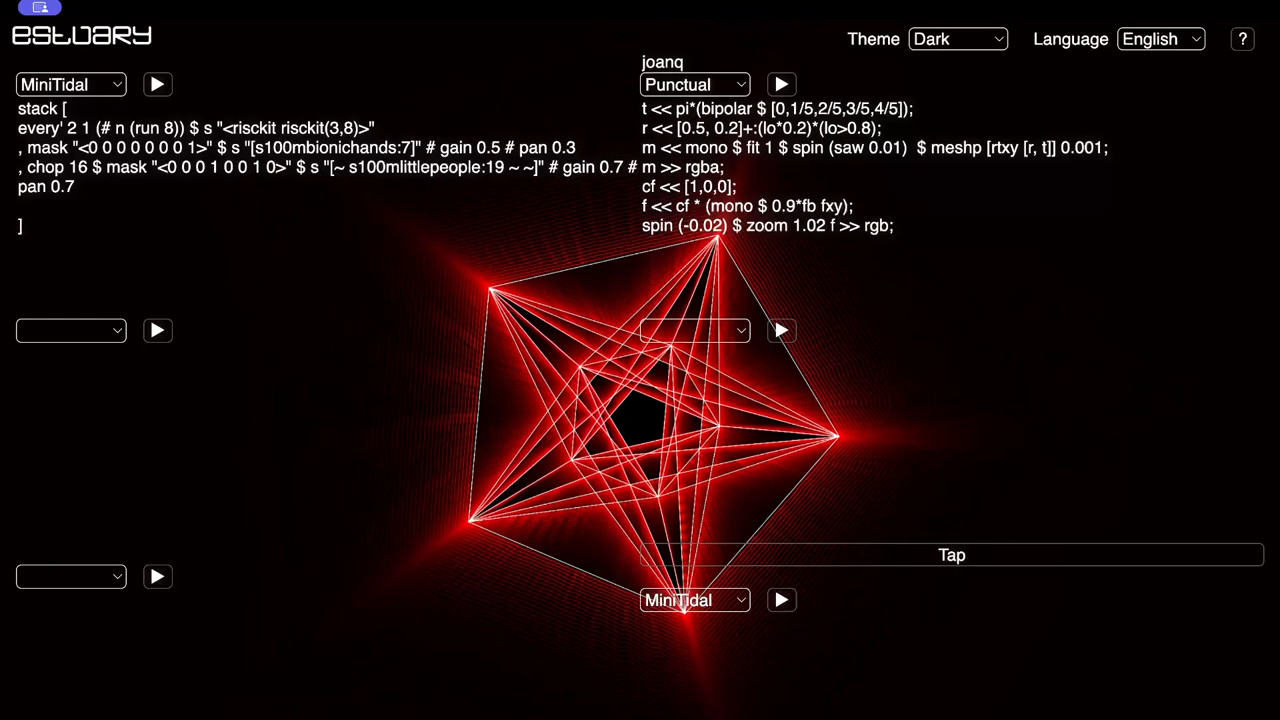 estuary
Theme Dark Language English ?
joanq
MiniTidal
Punctual
stack [
every' 2 1 (# n (run 8)) $ s "<risckit risckit(3,8)>"
, mask "<0 0 0 0 0 0 0 1>" $ s "[s100mbionichands:7]" # gain 0.5 # pan 0.3
, chop 16 $ mask "<0 0 0 1 0 0 1 0>" $ s "[~ s100mlittlepeople:19 ~ ~]" # gain 0.7 #
pan 0.7
]
t << pi*(bipolar $ [0,1/5,2/5,3/5,4/5]);
r << [0.5, 0.2]+:(lo*0.2)*(lo>0.8);
m << mono $ fit 1 $ spin (saw 0.01)  $ meshp [rtxy [r, t]] 0.001;
m >> rgba;
cf << [1,0,0];
f << cf * (mono $ 0.9*fb fxy);
spin (-0.02) $ zoom 1.02 f >> rgb;
Tap
MiniTidal